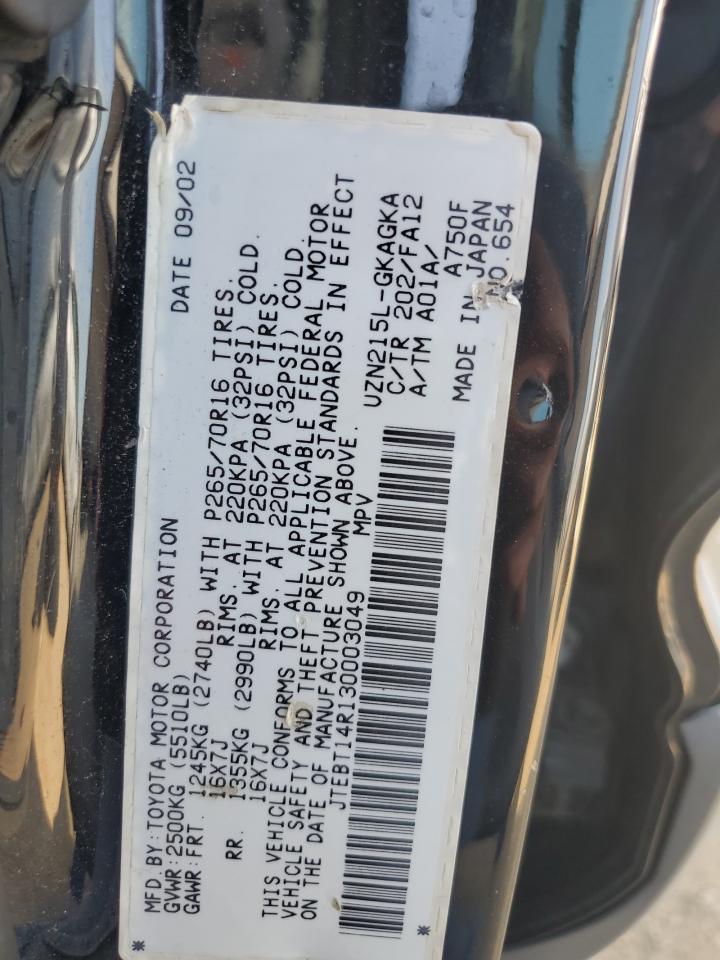 MFD.BY:TOYOTA MOTOR CORPORATION DATE 09/02
GVWR:2500KG (5510LB)
GAWR:FRT. 1245KG (2740LB) WITH P265/70R16 TIRES.
16X7J RIMS. AT 220KPA (32PSI) COLD.
RR. 1355KG (2990LB) WITH P265/70R16 TIRES.
16X7J RIMS. AT 220KPA (32PSI) COLD.
THIS VEHICLE CONFORMS TO ALL APPLICABLE FEDERAL MOTOR
VEHICLE SAFETY AND THEFT PREVENTION STANDARDS IN EFFECT
ON THE DATE OF MANUFACTURE SHOWN ABOVE.
JTEBT14R130003049 MPV
UZN215L-GKAGKA
C/TR 202/FA12
A/TM A01A/ A750F
MADE IN JAPAN
* * NO.654